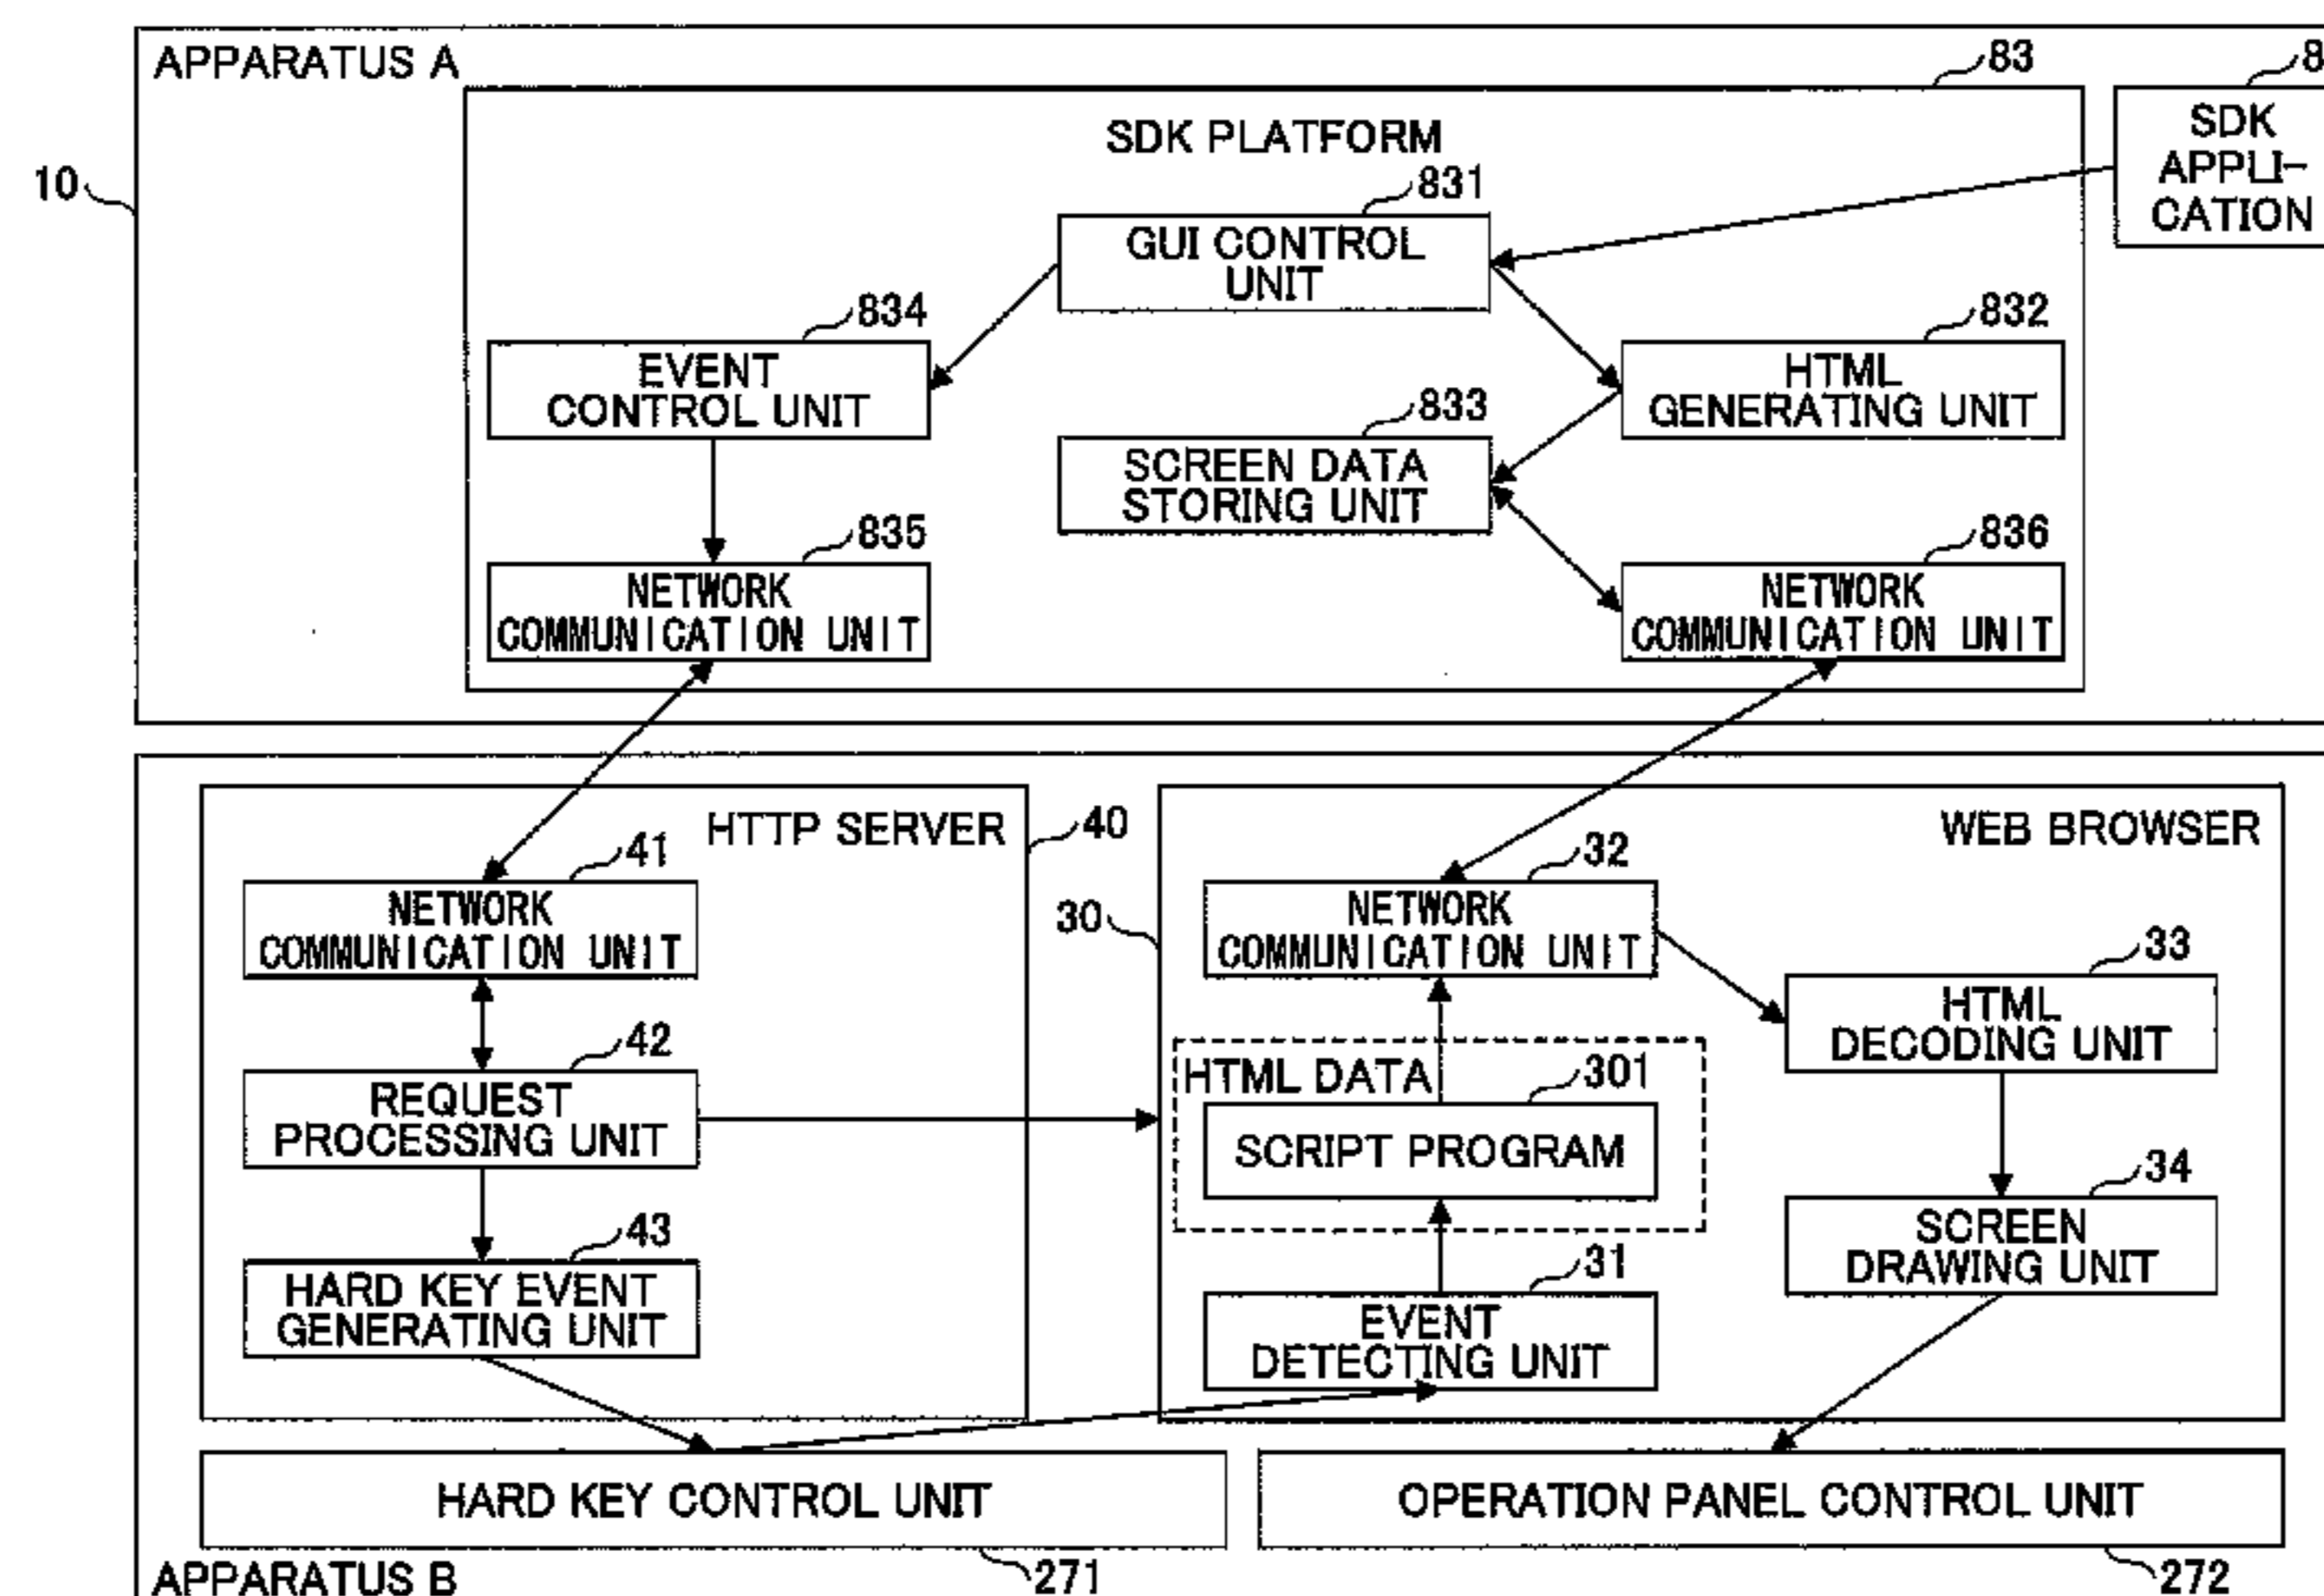 APPARATUS A
83
8
SDK PLATFORM
SDK
APPLI-
CATION
10
831
GUI CONTROL
UNIT
834
832
EVENT
CONTROL UNIT
HTML
GENERATING UNIT
833
SCREEN DATA
STORING UNIT
835
836
NETWORK
COMMUNICATION UNIT
NETWORK
COMMUNICATION UNIT
HTTP SERVER
40
WEB BROWSER
41
32
NETWORK
COMMUNICATION UNIT
30
NETWORK
COMMUNICATION UNIT
33
HTML
DECODING UNIT
42
REQUEST
PROCESSING UNIT
HTML DATA
301
SCRIPT PROGRAM
34
SCREEN
DRAWING UNIT
43
HARD KEY EVENT
GENERATING UNIT
31
EVENT
DETECTING UNIT
HARD KEY CONTROL UNIT
OPERATION PANEL CONTROL UNIT
APPARATUS B
271
272